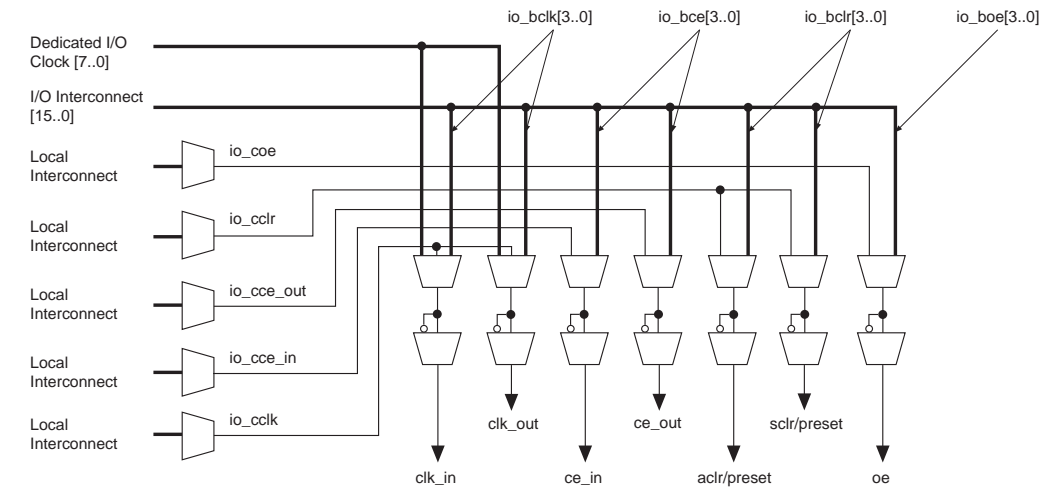 io_bclk[3..0]
io_bce[3..0]
io_bclr[3..0]
io_boe[3..0]
Dedicated I/O
Clock [7..0]
I/O Interconnect
[15..0]
Local
Interconnect
io_coe
Local
Interconnect
io_cclr
Local
Interconnect
io_cce_out
Local
Interconnect
io_cce_in
Local
Interconnect
io_cclk
clk_out
ce_out
sclr/preset
clk_in
ce_in
aclr/preset
oe